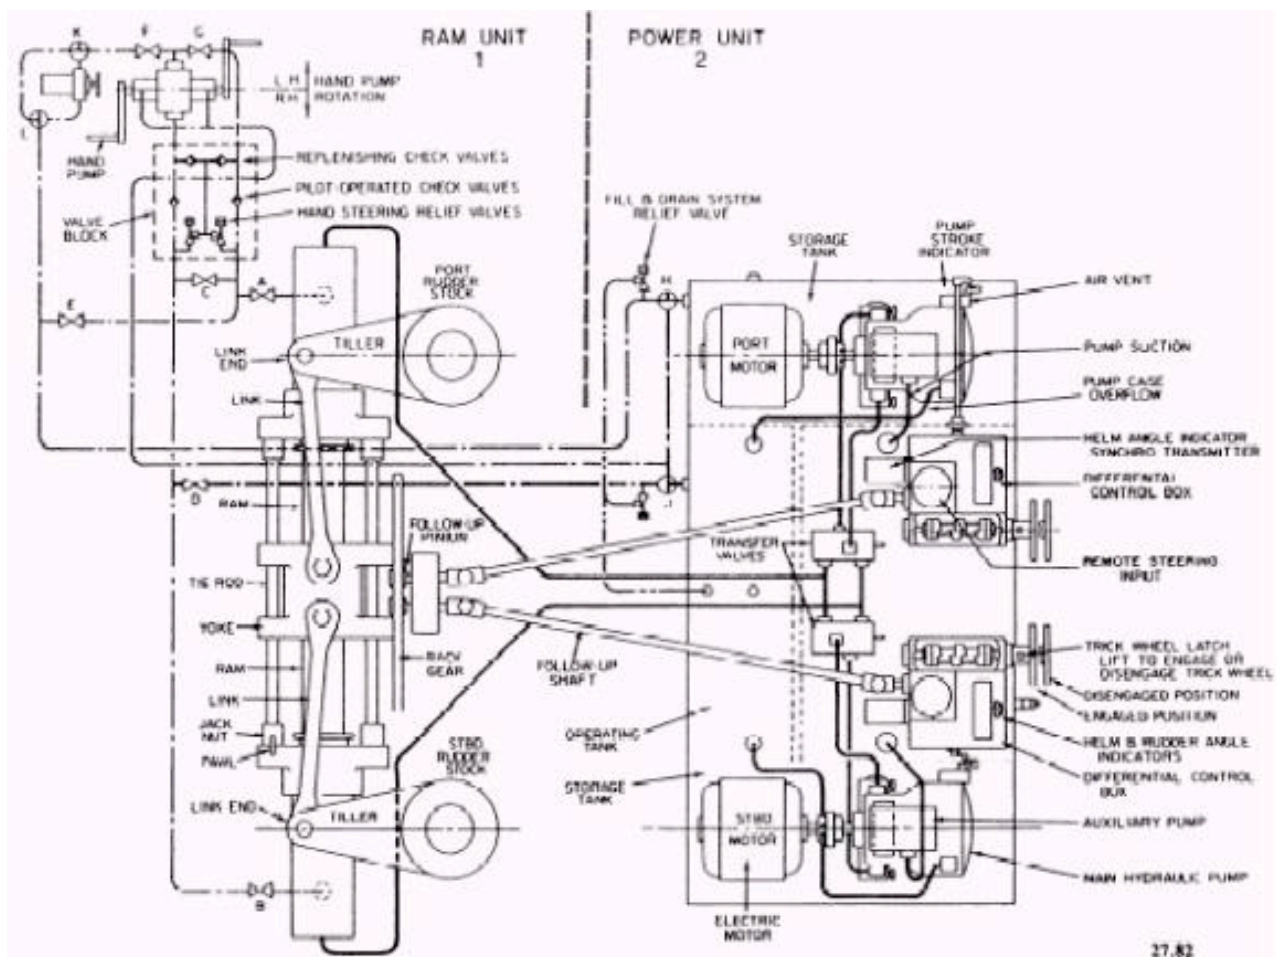 RAM UNIT
1
POWER UNIT
2
K
F
G
L
L H
R H
HAND PUMP
ROTATION
HAND
PUMP
REPLENISHING CHECK VALVES
PILOT-OPERATED CHECK VALVES
HAND STEERING RELIEF VALVES
VALVE
BLOCK
C
A
E
PORT
RUDDER
STOCK
TILLER
LINK
END
LINK
FILL & DRAIN SYSTEM
RELIEF VALVE
H
J
STORAGE
TANK
PUMP
STROKE
INDICATOR
AIR VENT
PORT
MOTOR
PUMP SUCTION
PUMP CASE
OVERFLOW
HELM ANGLE INDICATOR
SYNCHRO TRANSMITTER
DIFFERENTAL
CONTROL BOX
D
RAM
FOLLOW-UP
PINION
TRANSFER
VALVES
REMOTE STEERING
INPUT
TIE ROD
YOKE
RAM
LINK
RACK
GEAR
FOLLOW-UP
SHAFT
TRICK WHEEL LATCH
LIFT TO ENGAGE OR
DISENGAGE TRICK WHEEL
DISENGAGED POSITION
ENGAGED POSITION
HELM & RUDDER ANGLE
INDICATORS
DIFFERENTIAL CONTROL
BOX
JACK
NUT
PAWL
STBD
RUDDER
STOCK
OPERATING
TANK
STORAGE
TANK
LINK END
TILLER
STBD
MOTOR
AUXILIARY PUMP
MAIN HYDRAULIC PUMP
B
ELECTRIC
MOTOR
27.82